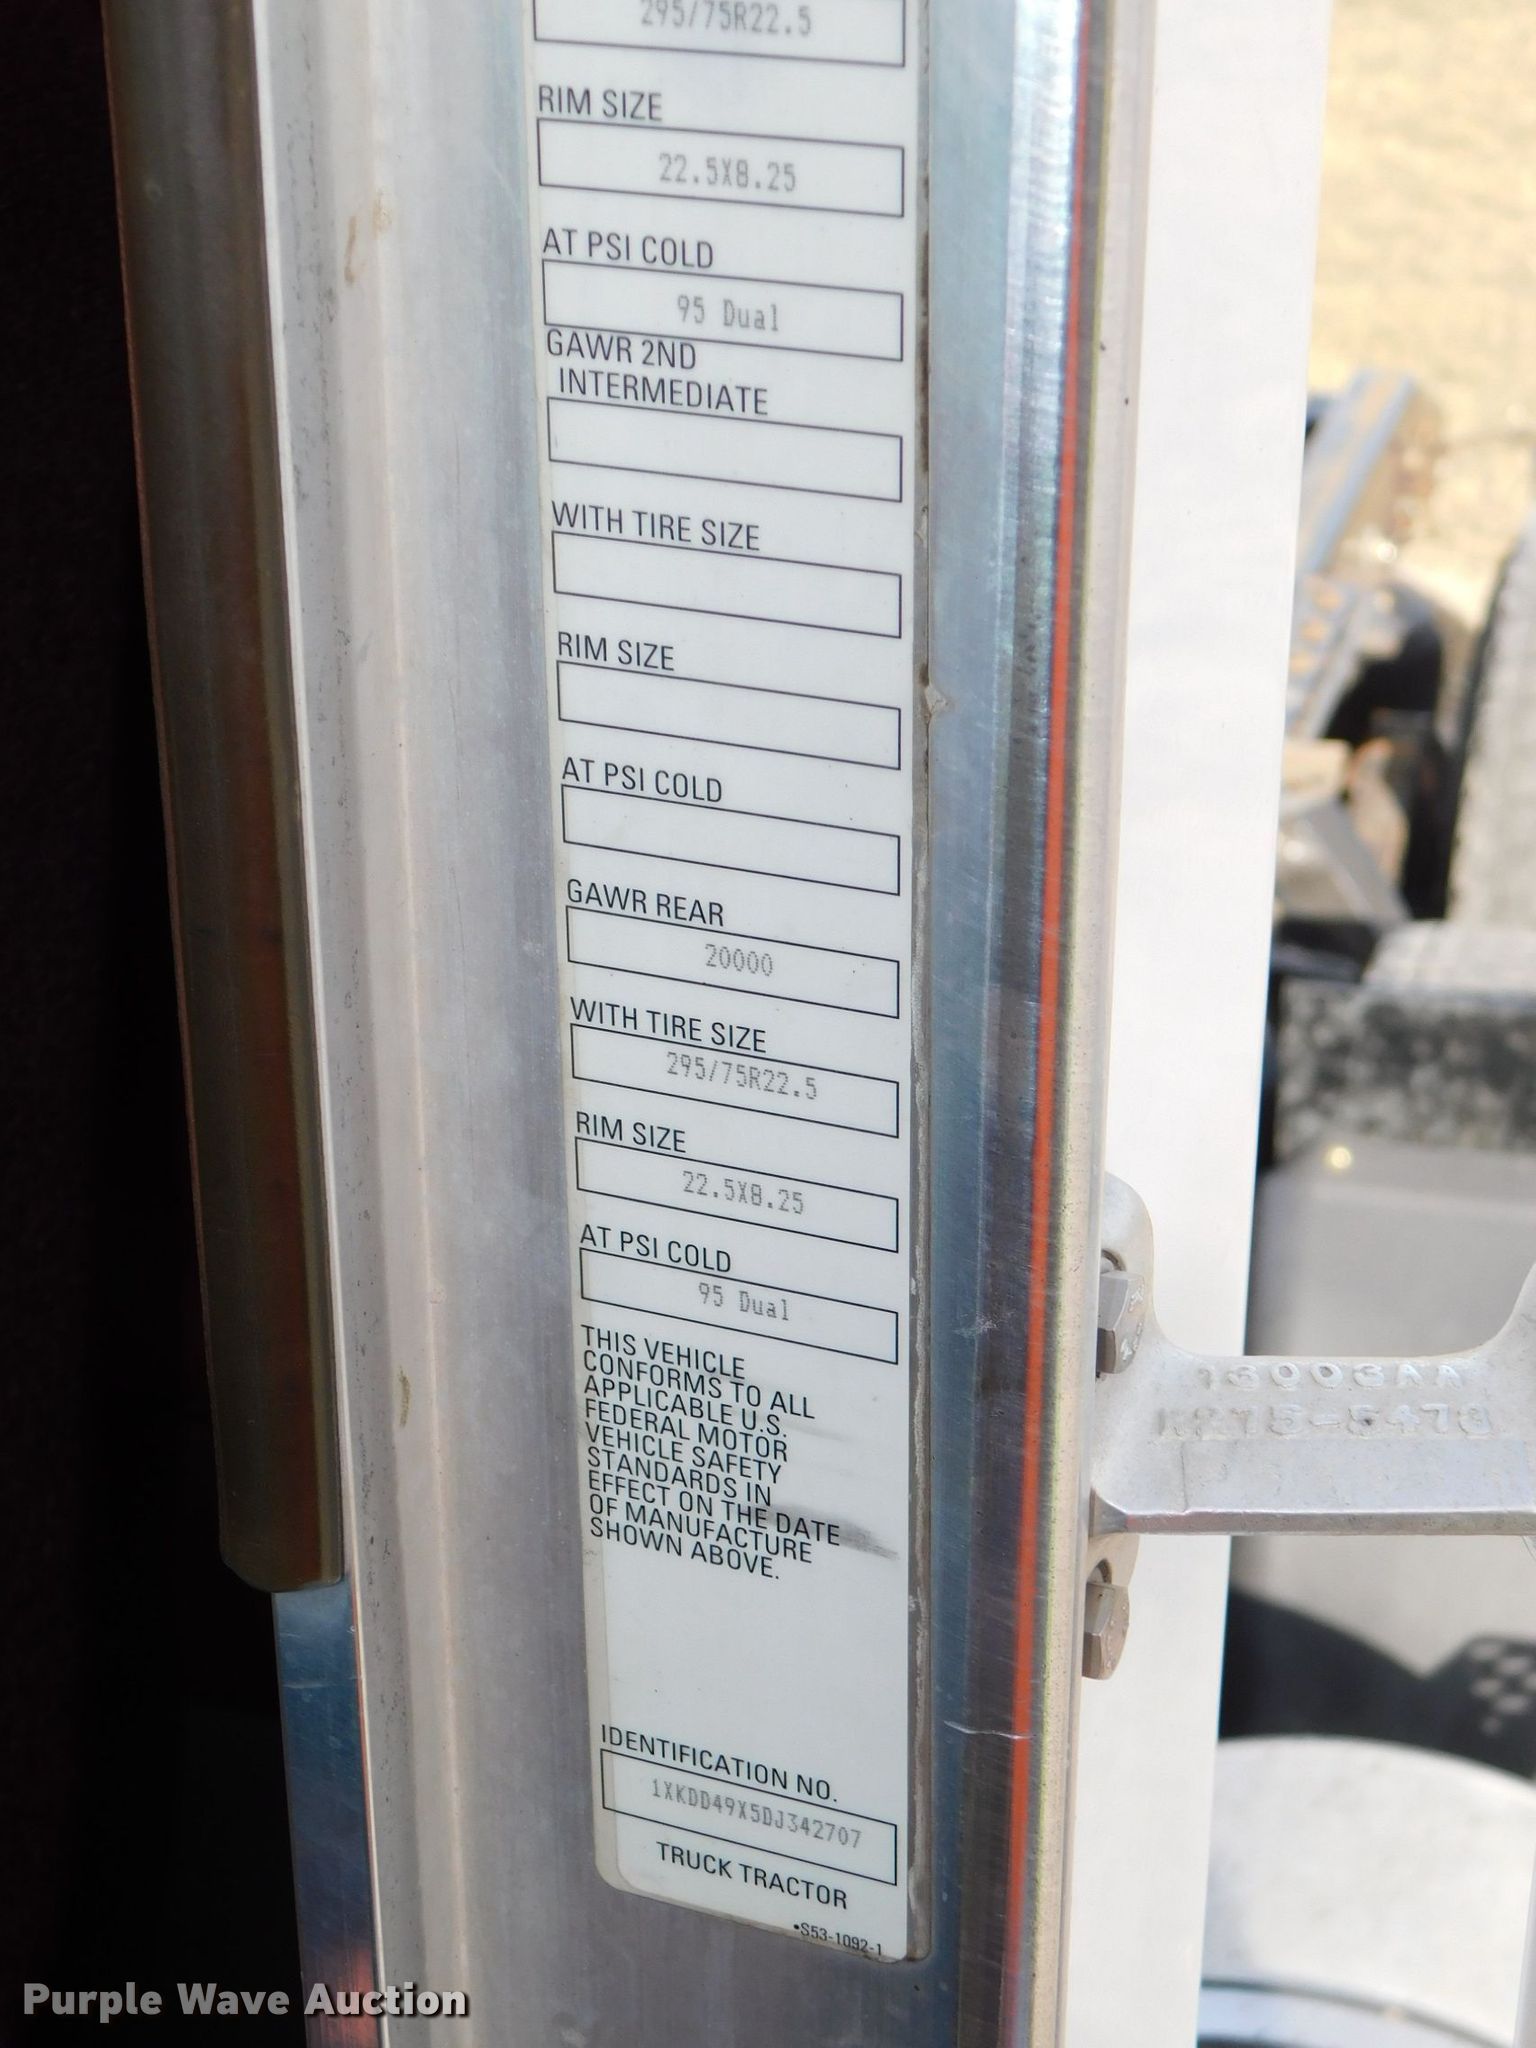 295/75R22.5
RIM SIZE
22.5X8.25
AT PSI COLD
95 Dual
GAWR 2ND
INTERMEDIATE
WITH TIRE SIZE
RIM SIZE
AT PSI COLD
GAWR REAR
20000
WITH TIRE SIZE
295/75R22.5
RIM SIZE
22.5X8.25
AT PSI COLD
95 Dual
THIS VEHICLE
CONFORMS TO ALL
APPLICABLE U.S.
FEDERAL MOTOR
VEHICLE SAFETY
STANDARDS IN
EFFECT ON THE DATE
OF MANUFACTURE
SHOWN ABOVE.
IDENTIFICATION NO.
1XKDD49X5DJ342707
TRUCK TRACTOR
•S53-1092-1
Purple Wave Auction